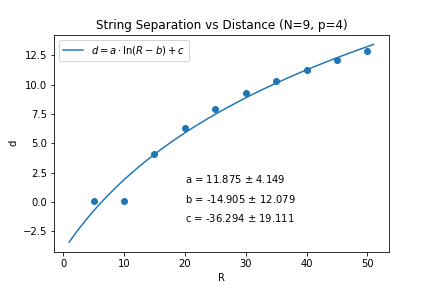 String Separation vs Distance (N=9, p=4)
d = a · ln(R − b) + c
12.5
10.0
7.5
5.0
2.5
0.0
−2.5
d
a = 11.875 ± 4.149
b = -14.905 ± 12.079
c = -36.294 ± 19.111
0 10 20 30 40 50
R